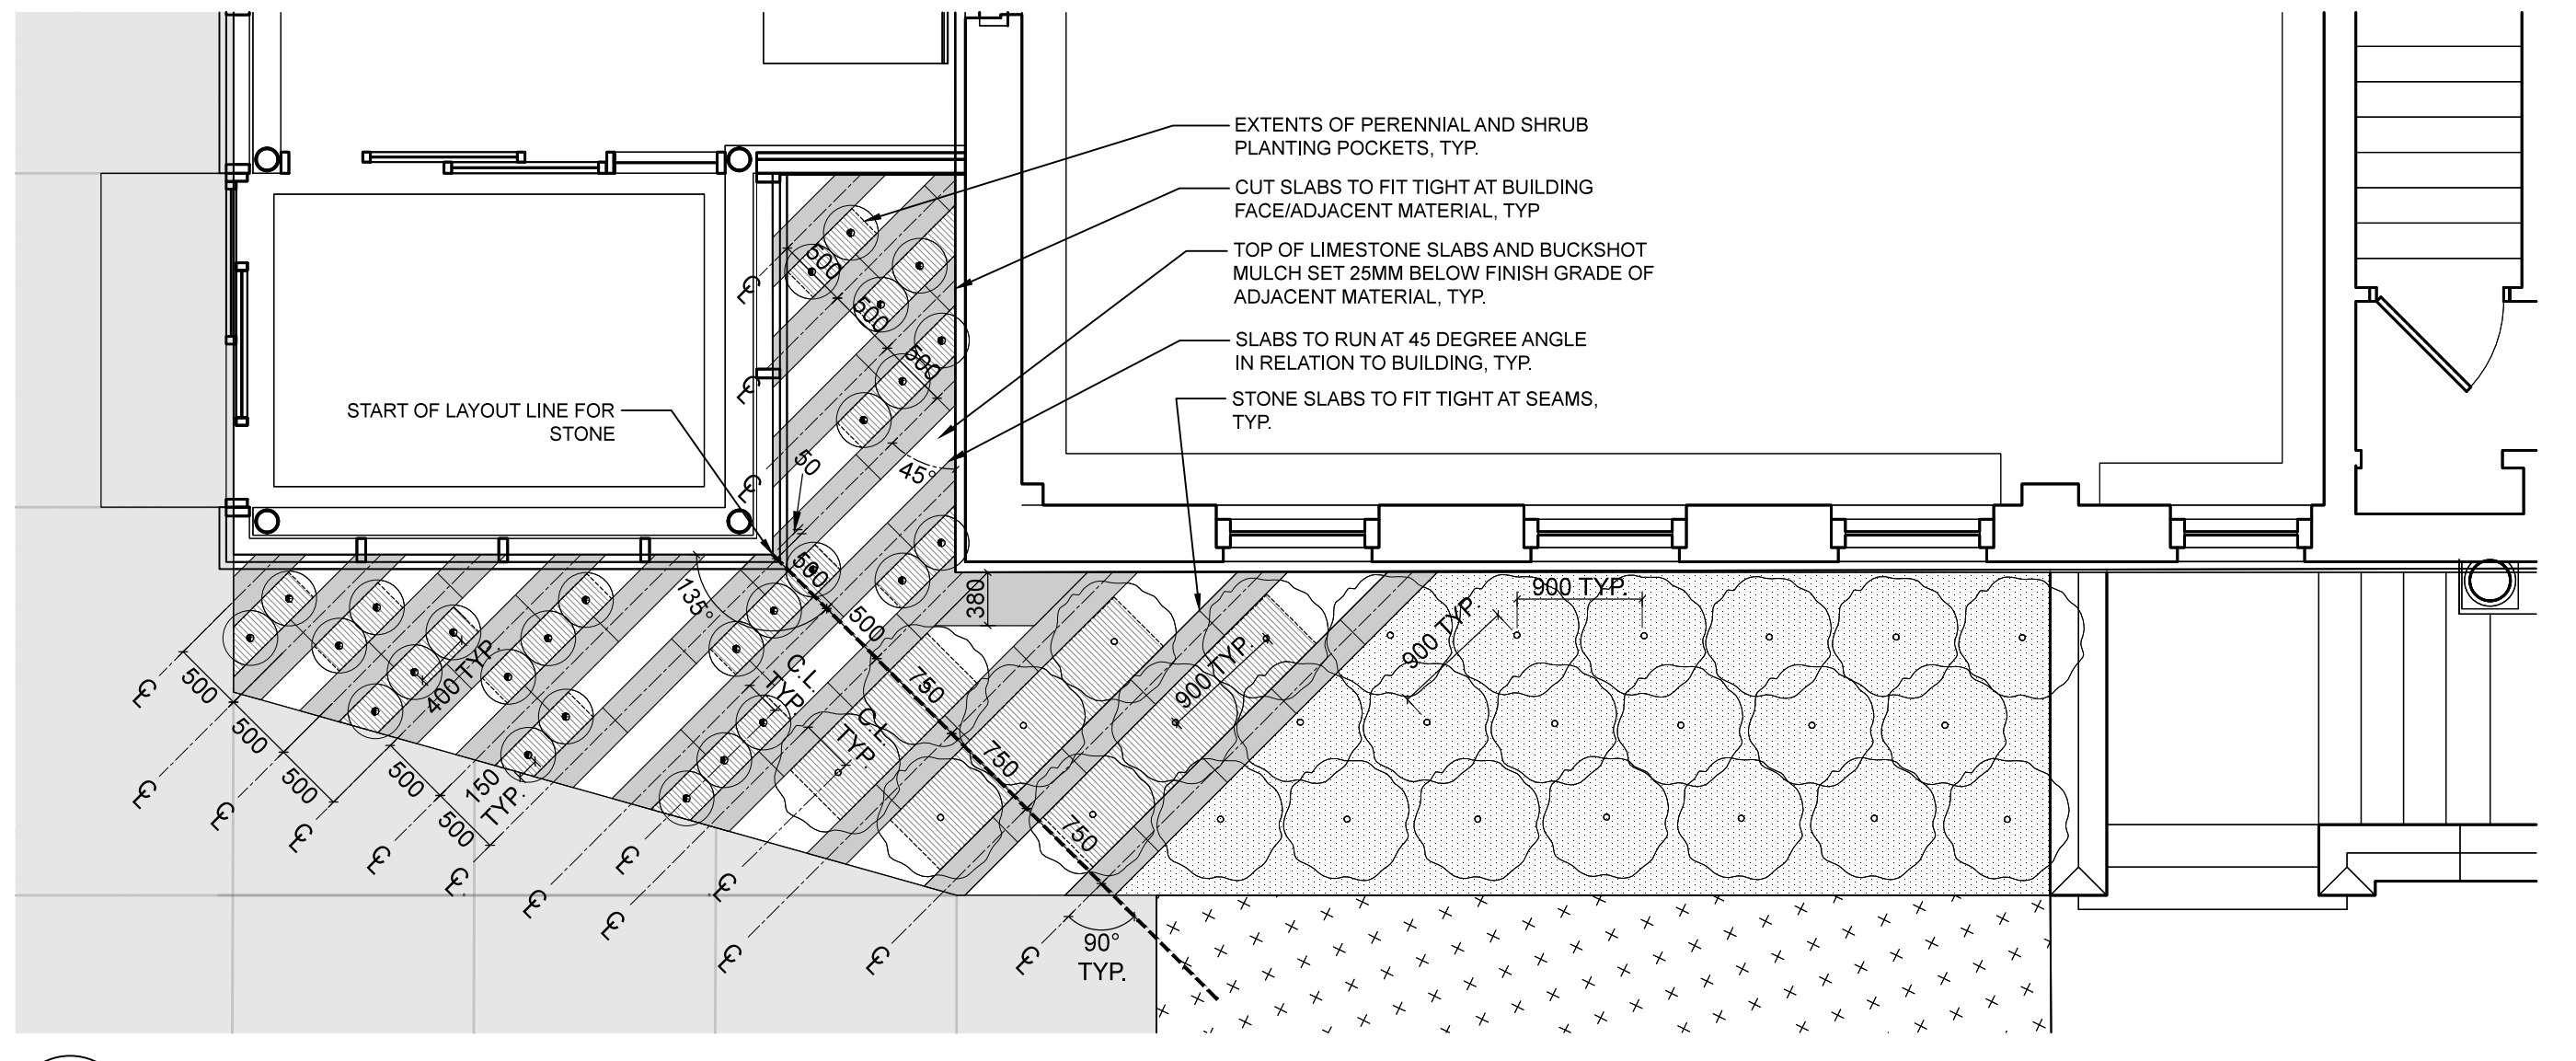 EXTENTS OF PERENNIAL AND SHRUB
PLANTING POCKETS, TYP.
CUT SLABS TO FIT TIGHT AT BUILDING
FACE/ADJACENT MATERIAL, TYP
TOP OF LIMESTONE SLABS AND BUCKSHOT
MULCH SET 25MM BELOW FINISH GRADE OF
ADJACENT MATERIAL, TYP.
SLABS TO RUN AT 45 DEGREE ANGLE
IN RELATION TO BUILDING, TYP.
STONE SLABS TO FIT TIGHT AT SEAMS,
TYP.
START OF LAYOUT LINE FOR
STONE
500
500
500
℄
℄
℄
50
45°
500
500
750
750
750
135°
380
900 TYP.
900 TYP
900 TYP.
C.L.
TYP.
C.L.
TYP.
400 TYP.
150
TYP.
500
500
500
500
500
℄
℄
℄
℄
℄
℄
℄
℄
℄
℄
℄
℄
℄
90°
TYP.